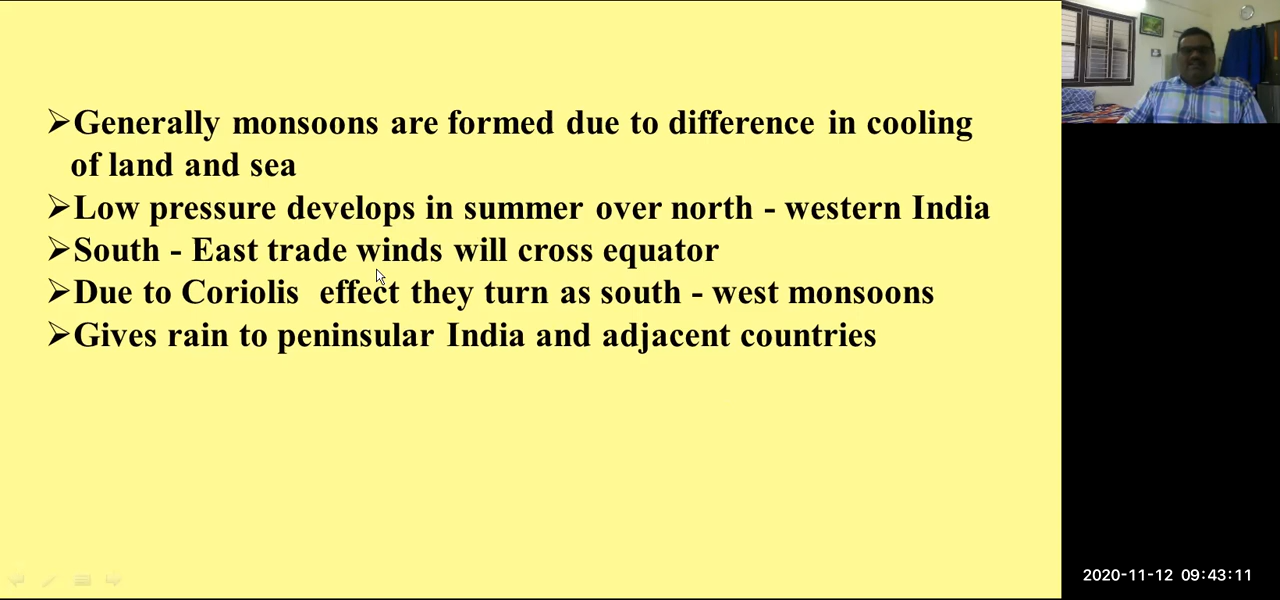 ➢Generally monsoons are formed due to difference in cooling
of land and sea
➢Low pressure develops in summer over north - western India
➢South - East trade winds will cross equator
➢Due to Coriolis  effect they turn as south - west monsoons
➢Gives rain to peninsular India and adjacent countries
2020-11-12 09:43:11